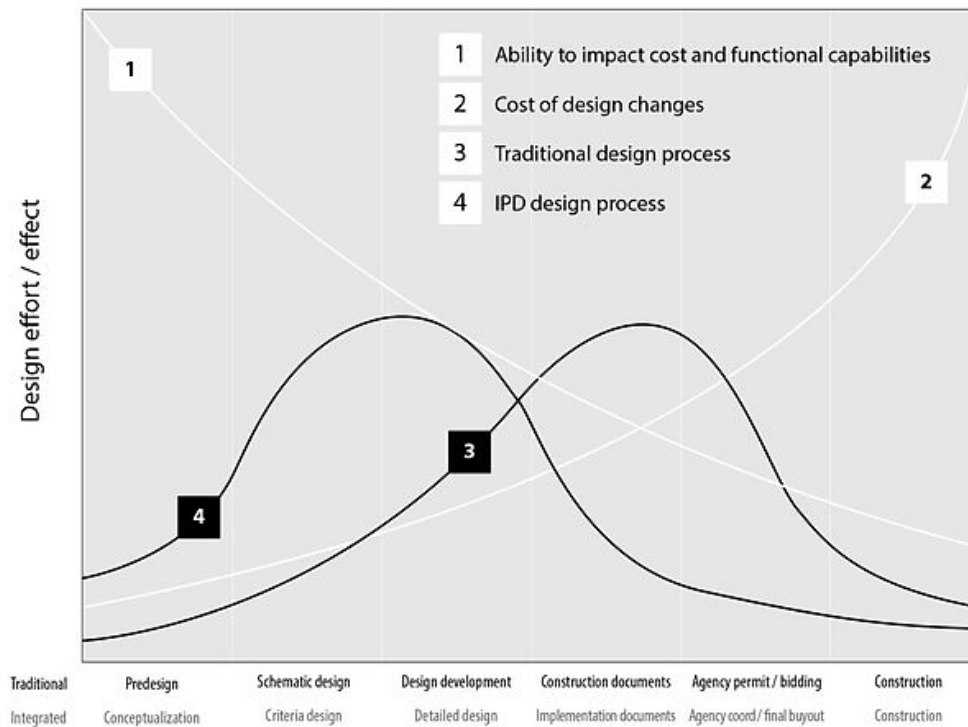 1
1 Ability to impact cost and functional capabilities
2 Cost of design changes
3 Traditional design process
4 IPD design process
2
Design effort / effect
3
4
Traditional Predesign Schematic design Design development Construction documents Agency permit / bidding Construction
Integrated Conceptualization Criteria design Detailed design Implementation documents Agency coord / final buyout Construction